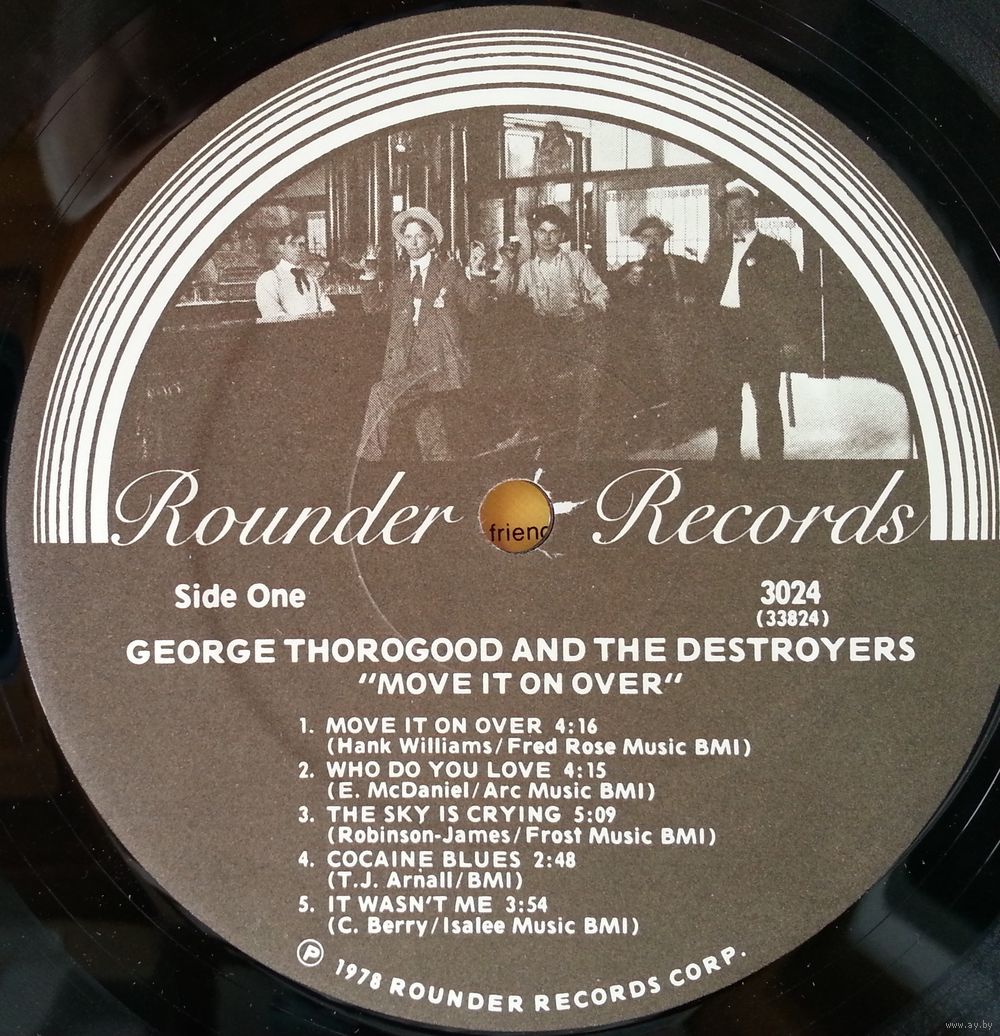 Rounder Records
friend
Side One
3024
(33824)
GEORGE THOROGOOD AND THE DESTROYERS
"MOVE IT ON OVER"
1. MOVE IT ON OVER 4:16
(Hank Williams/Fred Rose Music BMI)
2. WHO DO YOU LOVE 4:15
(E. McDaniel/Arc Music BMI)
3. THE SKY IS CRYING 5:09
(Robinson-James/Frost Music BMI)
4. COCAINE BLUES 2:48
(T.J. Arnall/BMI)
5. IT WASN'T ME 3:54
(C. Berry/Isalee Music BMI)
Ⓟ 1978 ROUNDER RECORDS CORP.
www.ay.by